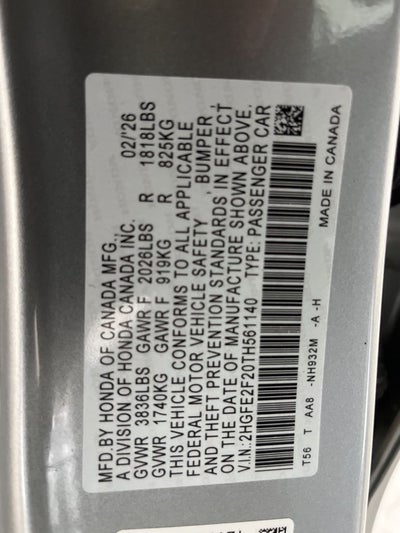 MFD.BY HONDA OF CANADA MFG. 02/'26
A DIVISION OF HONDA CANADA INC.
GVWR 3836LBS GAWR F 2026LBS R 1818LBS
GVWR 1740KG GAWR F 919KG R 825KG
THIS VEHICLE CONFORMS TO ALL APPLICABLE
FEDERAL MOTOR VEHICLE SAFETY , BUMPER ,
AND THEFT PREVENTION STANDARDS IN EFFECT
ON THE DATE OF MANUFACTURE SHOWN ABOVE.
V.I.N.: 2HGFE2F20TH561140 TYPE: PASSENGER CAR
T56 T AA8 -NH932M -A -H
MADE IN CANADA